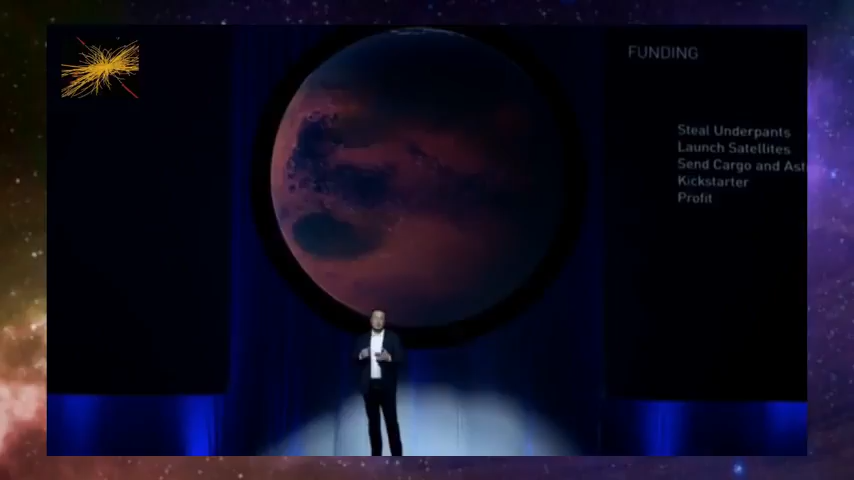 FUNDING
Steal Underpants
Launch Satellites
Send Cargo and Ast
Kickstarter
Profit